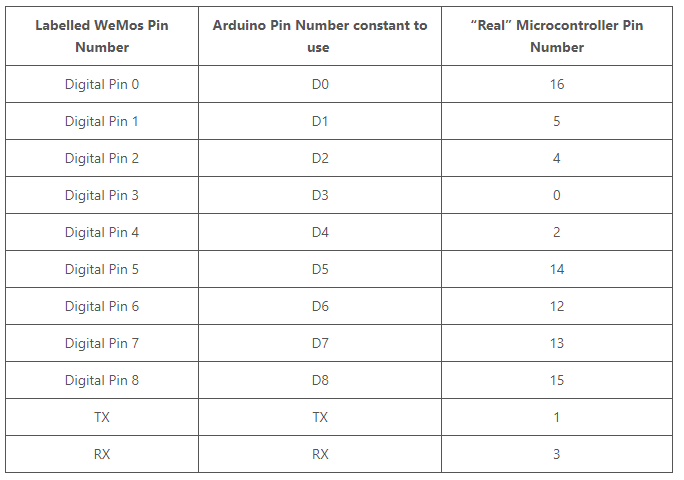 Labelled WeMos Pin Number Arduino Pin Number constant to use “Real” Microcontroller Pin Number
Digital Pin 0 D0 16
Digital Pin 1 D1 5
Digital Pin 2 D2 4
Digital Pin 3 D3 0
Digital Pin 4 D4 2
Digital Pin 5 D5 14
Digital Pin 6 D6 12
Digital Pin 7 D7 13
Digital Pin 8 D8 15
TX TX 1
RX RX 3